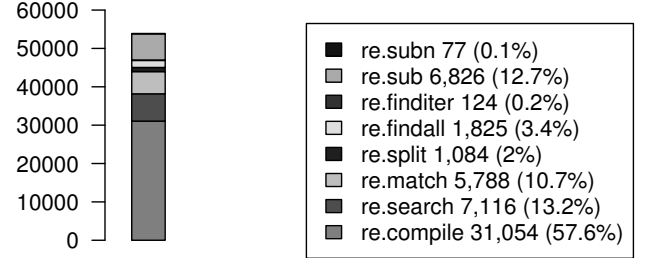 60000
50000
40000
30000
20000
10000
0
re.subn 77 (0.1%)
re.sub 6,826 (12.7%)
re.finditer 124 (0.2%)
re.findall 1,825 (3.4%)
re.split 1,084 (2%)
re.match 5,788 (10.7%)
re.search 7,116 (13.2%)
re.compile 31,054 (57.6%)